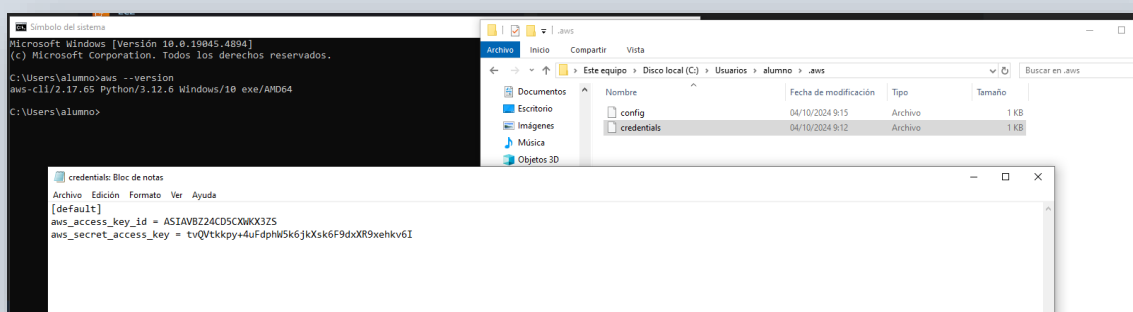 Símbolo del sistema
Microsoft Windows [Versión 10.0.19045.4894]
(c) Microsoft Corporation. Todos los derechos reservados.
C:\Users\alumno>aws --version
aws-cli/2.17.65 Python/3.12.6 Windows/10 exe/AMD64
C:\Users\alumno>
.aws
Archivo Inicio Compartir Vista
Este equipo > Disco local (C:) > Usuarios > alumno > .aws
Buscar en .aws
Documentos
Escritorio
Imágenes
Música
Objetos 3D
Nombre Fecha de modificación Tipo Tamaño
config 04/10/2024 9:15 Archivo 1 KB
credentials 04/10/2024 9:12 Archivo 1 KB
credentials: Bloc de notas
Archivo Edición Formato Ver Ayuda
[default]
aws_access_key_id = ASIAVBZ24CD5CXWKX3ZS
aws_secret_access_key = tvQVtkkpy+4uFdphW5k6jkXsk6F9dxXR9xehkv6I